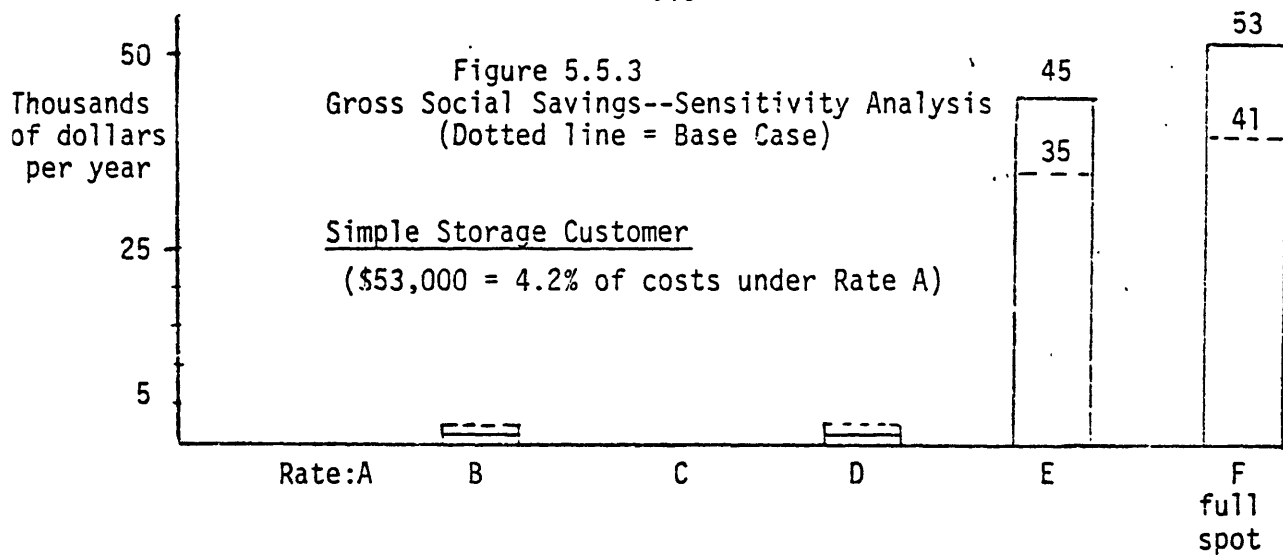 53
50
Figure 5.5.3
45
Thousands
of dollars
per year
Gross Social Savings--Sensitivity Analysis
(Dotted line = Base Case)
41
35
Simple Storage Customer
25
($53,000 = 4.2% of costs under Rate A)
5
Rate:A B C D E F
full
spot